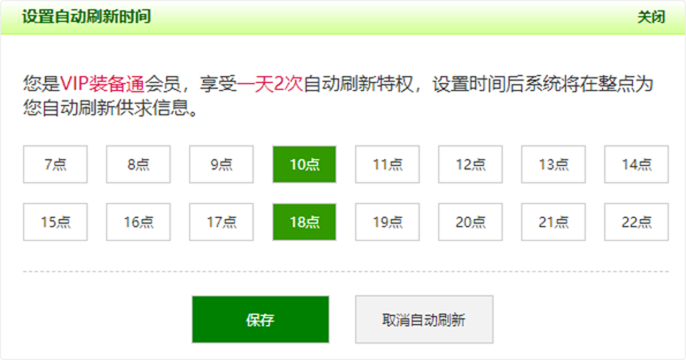 设置自动刷新时间 关闭
您是VIP装备通会员，享受一天2次自动刷新特权，设置时间后系统将在整点为
您自动刷新供求信息。
7点 8点 9点 10点 11点 12点 13点 14点
15点 16点 17点 18点 19点 20点 21点 22点
保存 取消自动刷新